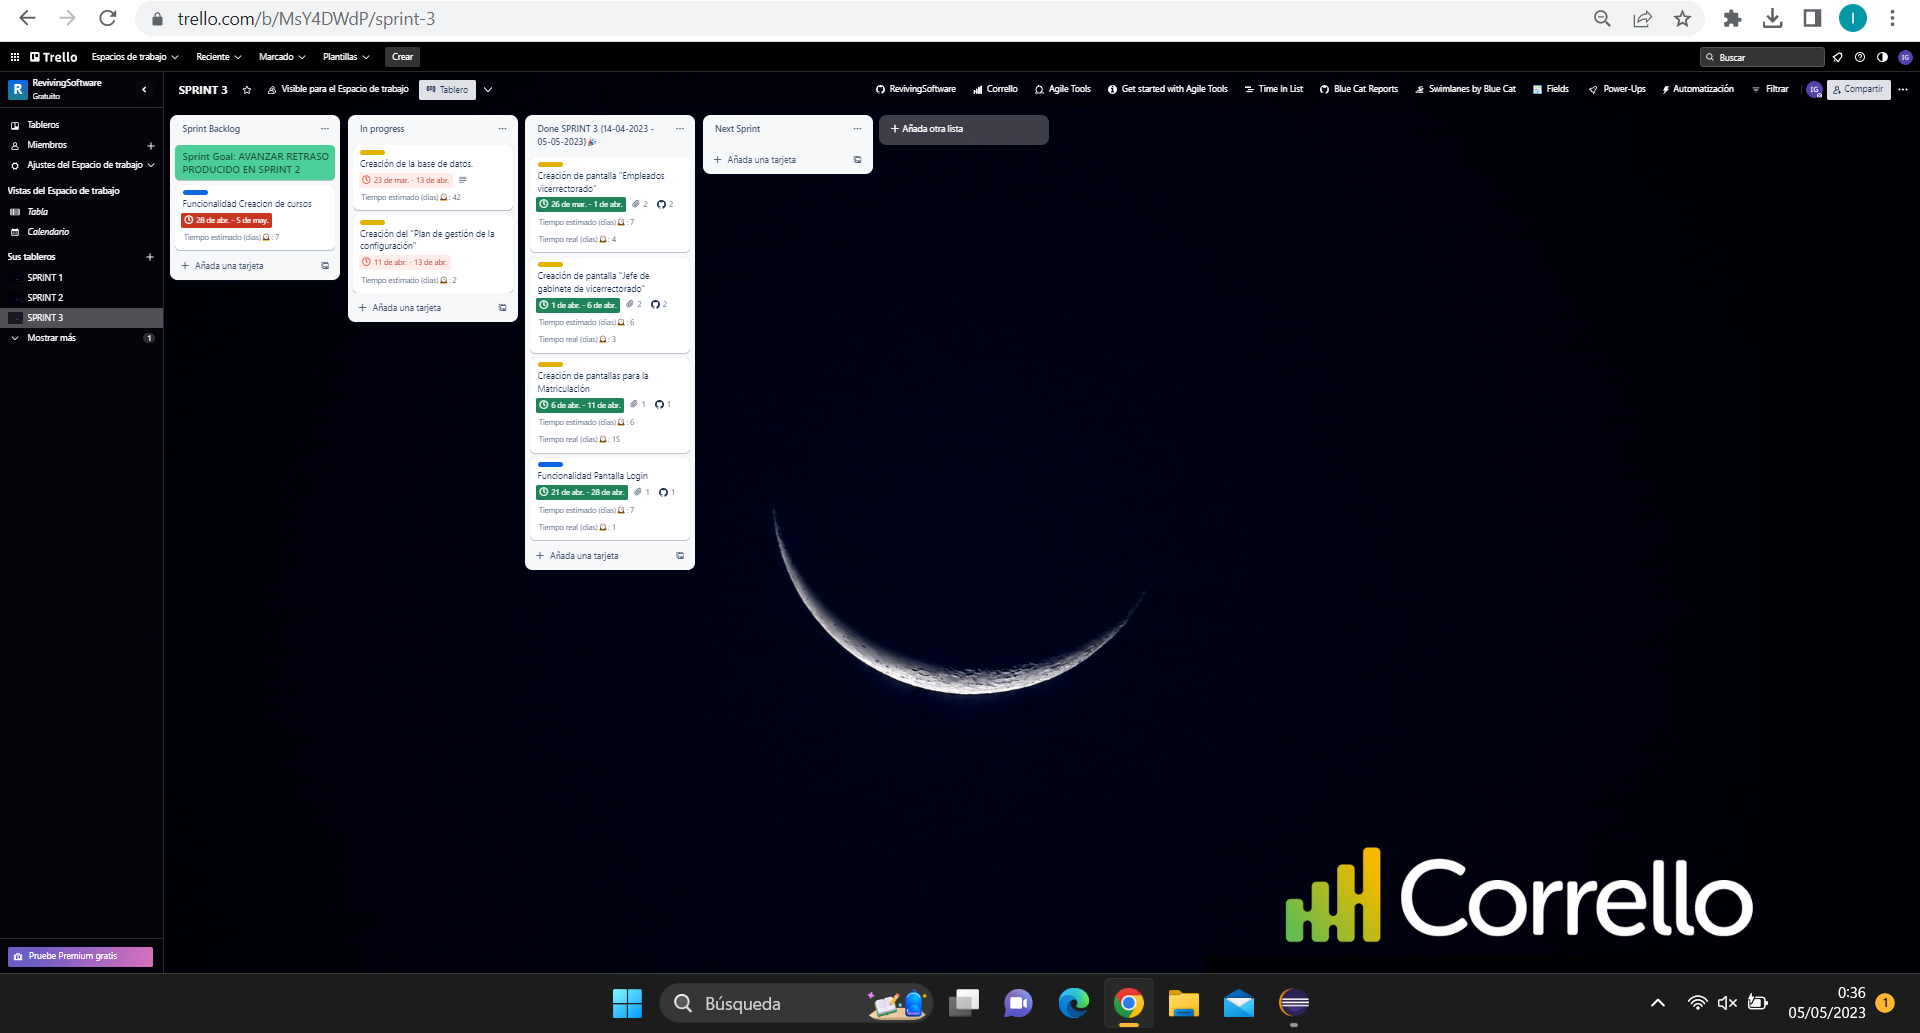 trello.com/b/MsY4DWdP/sprint-3
I
Trello
Espacios de trabajo
Reciente
Marcado
Plantillas
Crear
Buscar
IG
R
RevivingSoftware
Gratuito
SPRINT 3
Visible para el Espacio de trabajo
Tablero
RevivingSoftware
Corrello
Agile Tools
Get started with Agile Tools
Time In List
Blue Cat Reports
Swimlanes by Blue Cat
Fields
Power-Ups
Automatización
Filtrar
IG
Compartir
Tableros
Miembros
Ajustes del Espacio de trabajo
Vistas del Espacio de trabajo
Tabla
Calendario
Sus tableros
SPRINT 1
SPRINT 2
SPRINT 3
Mostrar más
1
Pruebe Premium gratis
Sprint Backlog
Sprint Goal: AVANZAR RETRASO
PRODUCIDO EN SPRINT 2
Funcionalidad Creacion de cursos
28 de abr. - 5 de may.
Tiempo estimado (dias) : 7
Añada una tarjeta
In progress
Creación de la base de datos.
23 de mar. - 13 de abr.
Tiempo estimado (dias) : 42
Creación del "Plan de gestión de la
configuración"
11 de abr. - 13 de abr.
Tiempo estimado (dias) : 2
Añada una tarjeta
Done SPRINT 3 (14-04-2023 -
05-05-2023)
Creación de pantalla "Empleados
vicerrectorado"
26 de mar. - 1 de abr. 2 2
Tiempo estimado (dias) : 7
Tiempo real (dias) : 4
Creación de pantalla "Jefe de
gabinete de vicerrectorado"
1 de abr. - 6 de abr. 2 2
Tiempo estimado (dias) : 6
Tiempo real (dias) : 3
Creación de pantallas para la
Matriculación
6 de abr. - 11 de abr. 1 1
Tiempo estimado (dias) : 6
Tiempo real (dias) : 15
Funcionalidad Pantalla Login
21 de abr. - 28 de abr. 1 1
Tiempo estimado (dias) : 7
Tiempo real (dias) : 1
Añada una tarjeta
Next Sprint
Añada una tarjeta
Añada otra lista
Corrello
Búsqueda
0:36
05/05/2023
1